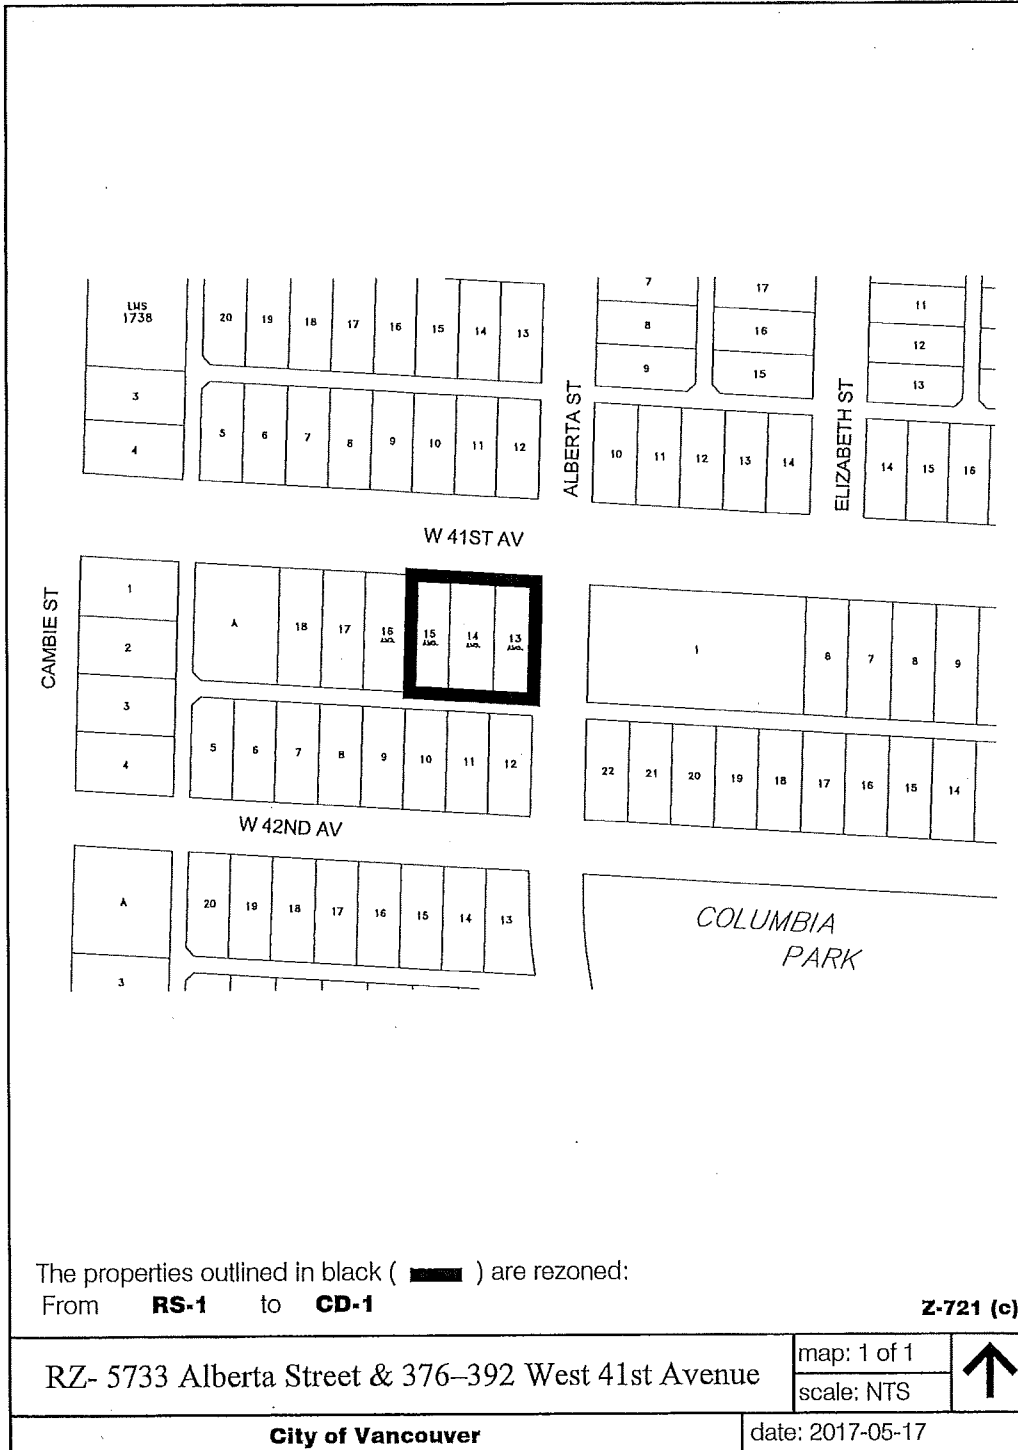 LMS
1738
20 19 18 17 16 15 14 13
3
4
5 6 7 8 9 10 11 12
7
8
9
17
16
15
11
12
13
ALBERTA ST
ELIZABETH ST
10 11 12 13 14
14 15 16
W 41ST AV
CAMBIE ST
1
2
3
4
A 18 17 16 15 14 13
AMD. AMD. AMD. AMD.
1 8 7 8 9
5 6 7 8 9 10 11 12
22 21 20 19 18 17 16 15 14
W 42ND AV
A
3
20 19 18 17 16 15 14 13
COLUMBIA
PARK
The properties outlined in black ( ) are rezoned:
From RS-1 to CD-1
Z-721 (c)
RZ- 5733 Alberta Street & 376–392 West 41st Avenue
map: 1 of 1
scale: NTS
City of Vancouver
date: 2017-05-17